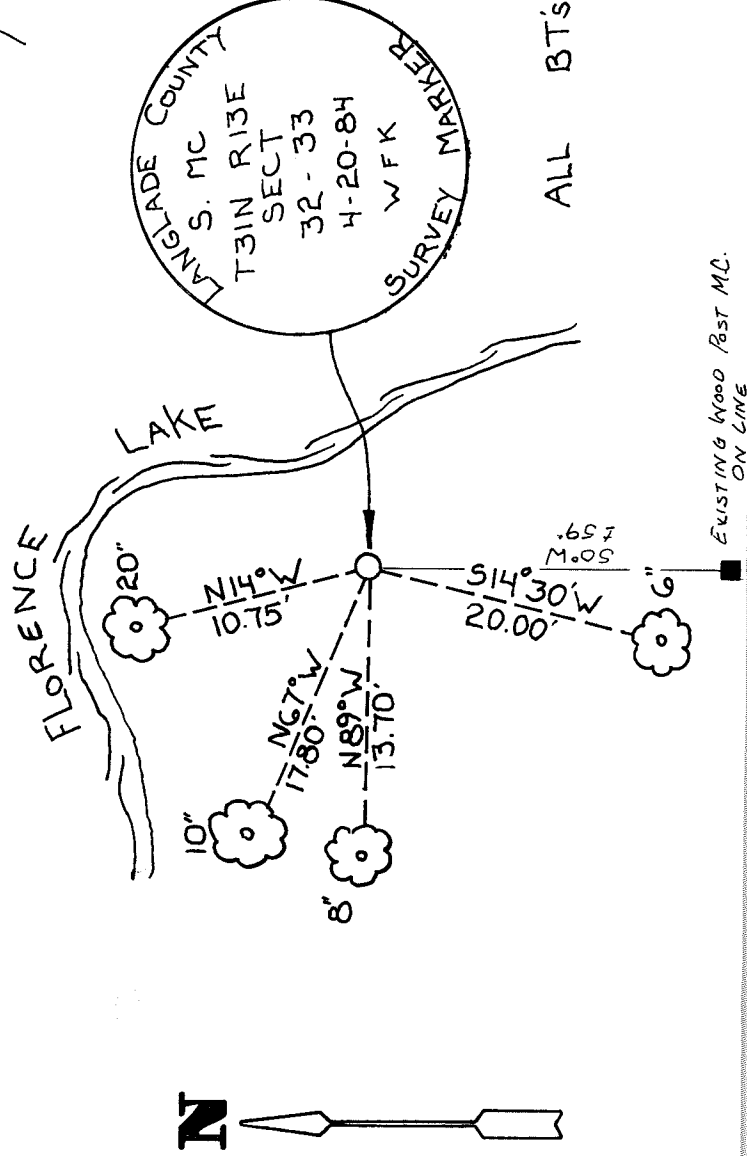 FLORENCE
LAKE
20"
N14°W
10.75'
10"
N67°W
17.80'
8"
N89°W
13.70'
S14°30'W
20.00'
6"
S0°W
±59.'
EXISTING WOOD POST M.C.
ON LINE
LANGLADE COUNTY
S. MC
T31N R13E
SECT
32-33
4-20-84
WFK
SURVEY MARKER
ALL BT's
N